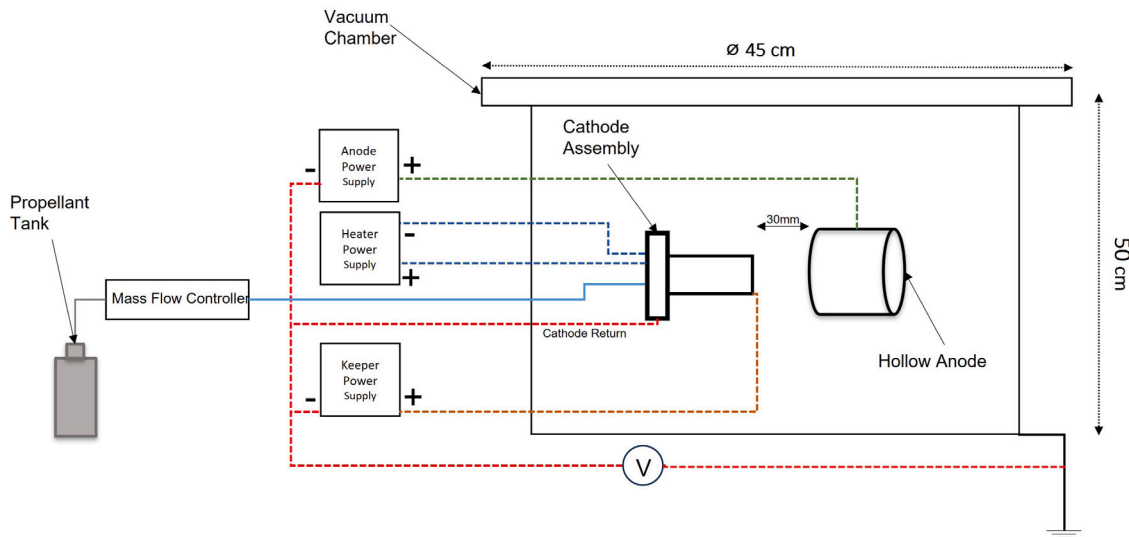 Vacuum
Chamber
Ø 45 cm
Cathode
Assembly
Anode
Power
Supply
-
+
Propellant
Tank
Heater
Power
Supply
-
+
30mm
50 cm
Mass Flow Controller
Cathode Return
Hollow Anode
Keeper
Power
Supply
-
+
V